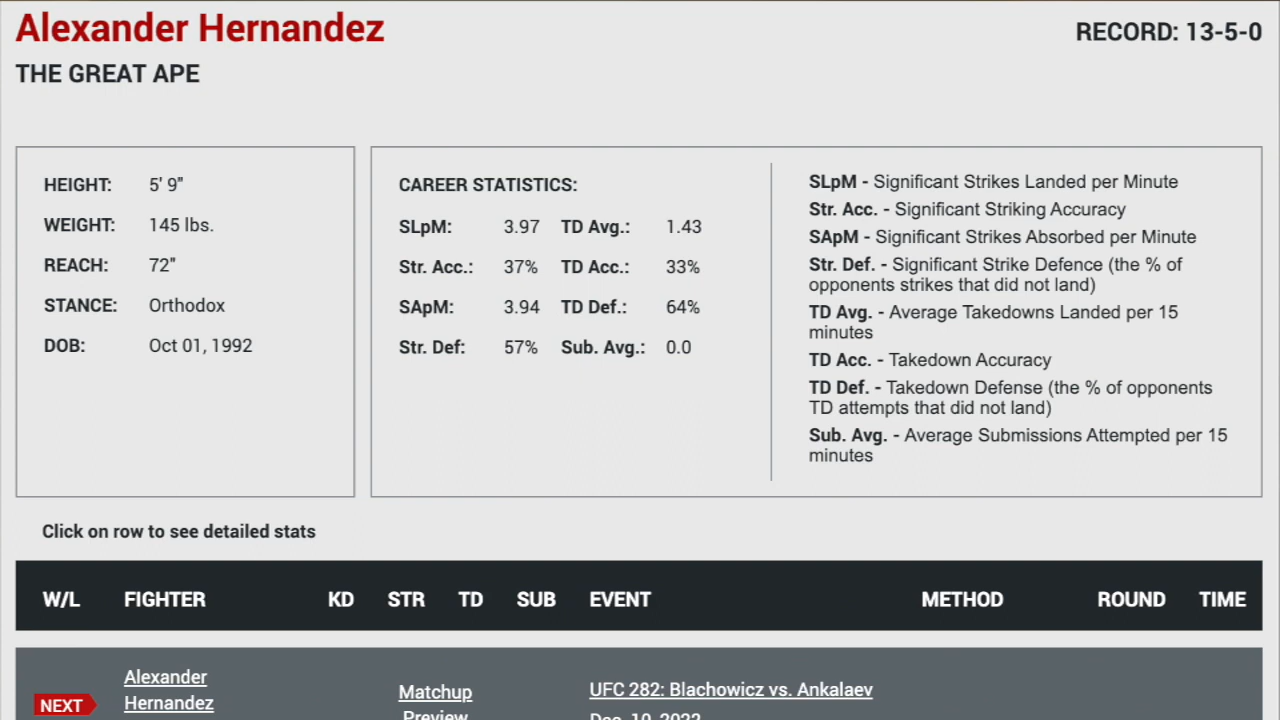 Alexander Hernandez
RECORD: 13-5-0
THE GREAT APE
HEIGHT: 5' 9"
WEIGHT: 145 lbs.
REACH: 72"
STANCE: Orthodox
DOB: Oct 01, 1992
CAREER STATISTICS:
SLpM: 3.97 TD Avg.: 1.43
Str. Acc.: 37% TD Acc.: 33%
SApM: 3.94 TD Def.: 64%
Str. Def: 57% Sub. Avg.: 0.0
SLpM - Significant Strikes Landed per Minute
Str. Acc. - Significant Striking Accuracy
SApM - Significant Strikes Absorbed per Minute
Str. Def. - Significant Strike Defence (the % of
opponents strikes that did not land)
TD Avg. - Average Takedowns Landed per 15
minutes
TD Acc. - Takedown Accuracy
TD Def. - Takedown Defense (the % of opponents
TD attempts that did not land)
Sub. Avg. - Average Submissions Attempted per 15
minutes
Click on row to see detailed stats
W/L FIGHTER KD STR TD SUB EVENT METHOD ROUND TIME
NEXT
Alexander
Hernandez
Matchup
Preview
UFC 282: Blachowicz vs. Ankalaev
Dec. 10, 2022